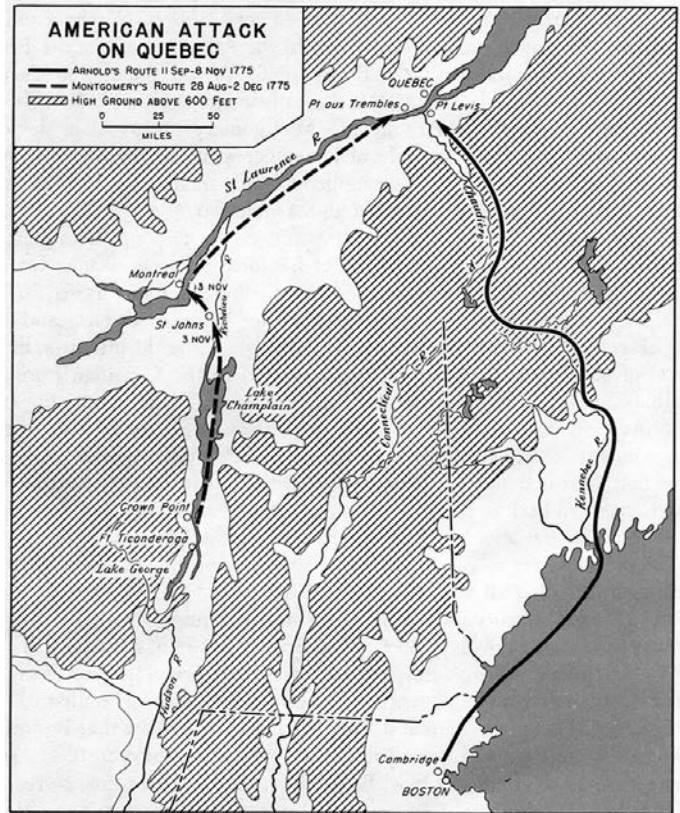 AMERICAN ATTACK
ON QUEBEC
ARNOLD'S ROUTE 11 SEP-8 NOV 1775
MONTGOMERY'S ROUTE 28 AUG-2 DEC 1775
HIGH GROUND ABOVE 600 FEET
0 50
MILES
QUEBEC
Pt aux Trembles
Pt Levis
St Lawrence R
Chaudière R
Montreal
13 NOV
Richelieu R
St Johns
3 NOV
Lake
Champlain
Connecticut R
Kennebec R
Crown Point
Ft Ticonderoga
Lake George
Hudson R
Cambridge
BOSTON